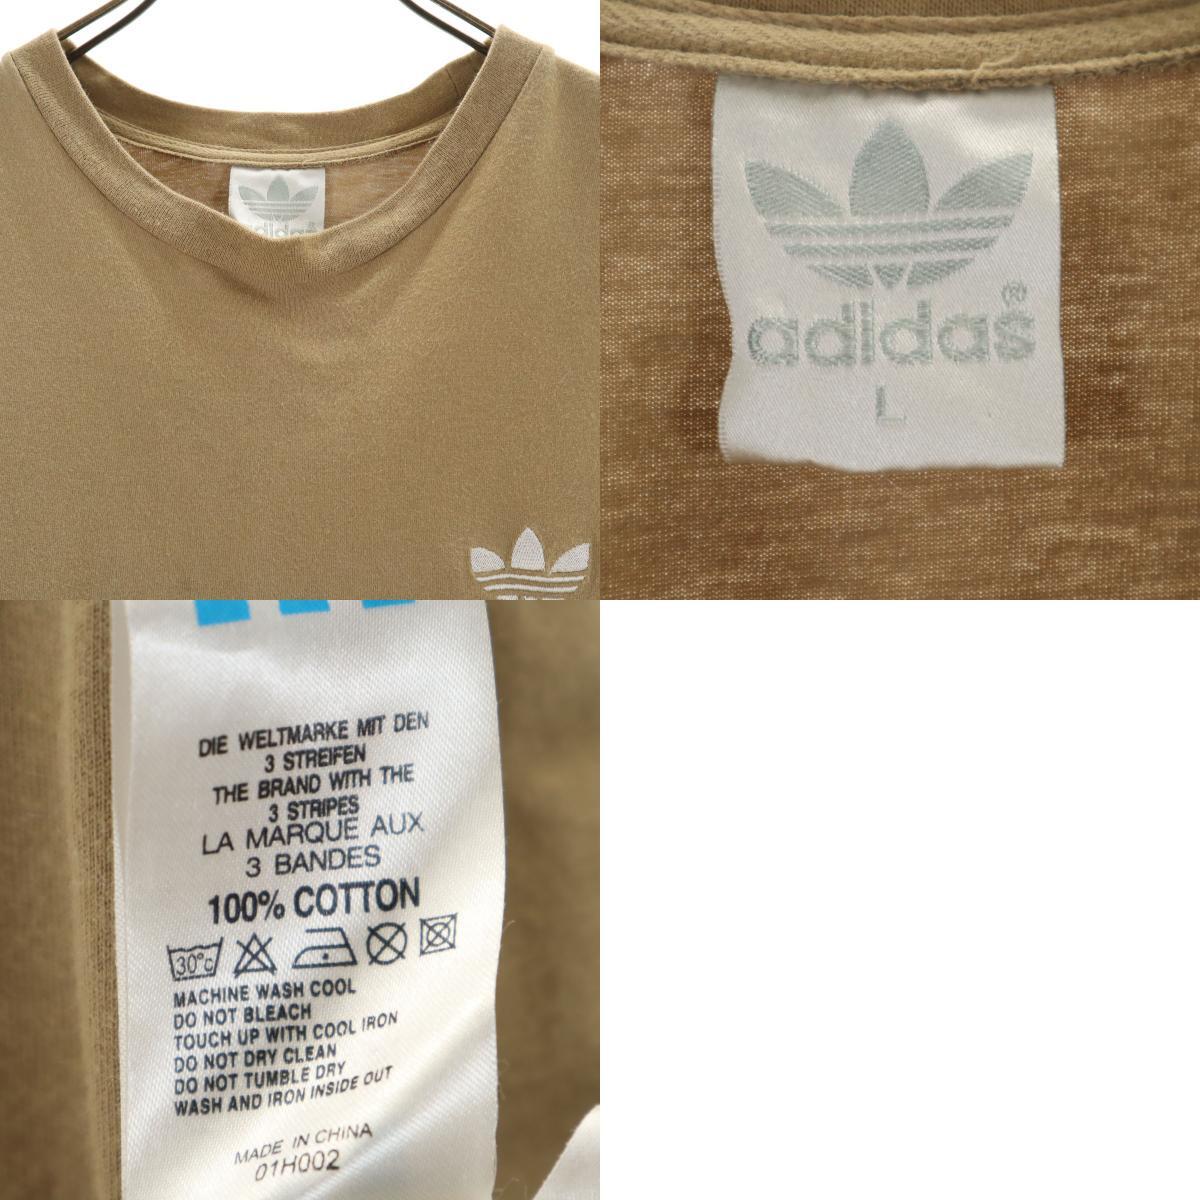 adidas
adidas®
L
DIE WELTMARKE MIT DEN
3 STREIFEN
THE BRAND WITH THE
3 STRIPES
LA MARQUE AUX
3 BANDES
100% COTTON
30°C
MACHINE WASH COOL
DO NOT BLEACH
TOUCH UP WITH COOL IRON
DO NOT DRY CLEAN
DO NOT TUMBLE DRY
WASH AND IRON INSIDE OUT
MADE IN CHINA
01H002